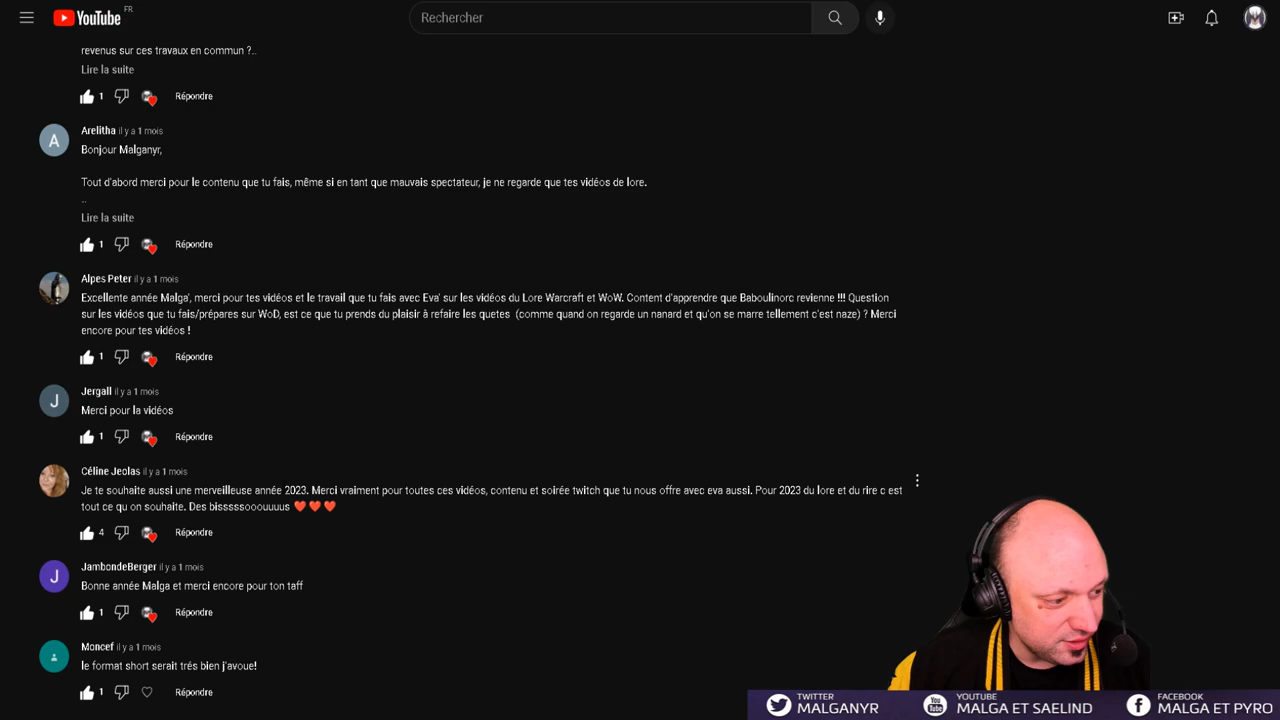 YouTube FR
Rechercher
revenus sur ces travaux en commun ?..
Lire la suite
1 Répondre
A
Arelitha il y a 1 mois
Bonjour Malganyr,
Tout d'abord merci pour le contenu que tu fais, même si en tant que mauvais spectateur, je ne regarde que tes vidéos de lore.
..
Lire la suite
1 Répondre
Alpes Peter il y a 1 mois
Excellente année Malga', merci pour tes vidéos et le travail que tu fais avec Eva' sur les vidéos du Lore Warcraft et WoW. Content d'apprendre que Baboulinorc revienne !!! Question
sur les vidéos que tu fais/prépares sur WoD, est ce que tu prends du plaisir à refaire les quetes (comme quand on regarde un nanard et qu'on se marre tellement c'est naze) ? Merci
encore pour tes vidéos !
1 Répondre
J
Jergall il y a 1 mois
Merci pour la vidéos
1 Répondre
Céline Jeolas il y a 1 mois
Je te souhaite aussi une merveilleuse année 2023. Merci vraiment pour toutes ces vidéos, contenu et soirée twitch que tu nous offre avec eva aussi. Pour 2023 du lore et du rire c est
tout ce qu on souhaite. Des bisssssooouuuus ❤️ ❤️ ❤️
4 Répondre
J
JambondeBerger il y a 1 mois
Bonne année Malga et merci encore pour ton taff
1 Répondre
Moncef il y a 1 mois
le format short serait trés bien j'avoue!
1 Répondre
TWITTER
MALGANYR
You Tube
YOUTUBE
MALGA ET SAELIND
FACEBOOK
MALGA ET PYRO